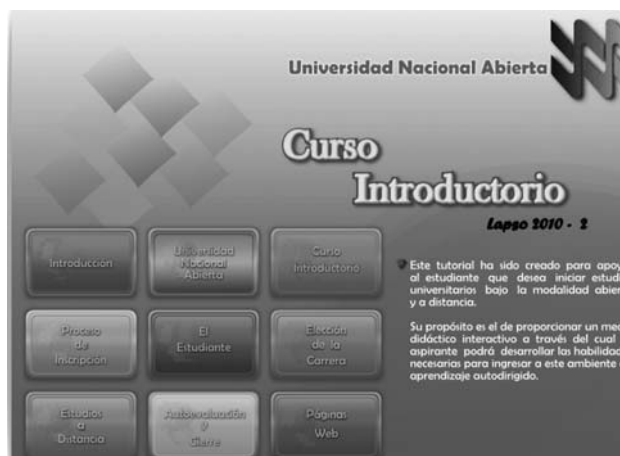 Universidad Nacional Abierta
Curso
Introductorio
Lapso 2010 - 2
Introducción
Universidad
Nacional
Abierta
Curso
Introductorio
Proceso
de
Inscripción
El
Estudiante
Elección
de la
Carrera
Estudios
a
Distancia
Autoevaluación
y
Cierre
Páginas
Web
Este tutorial ha sido creado para apoy
al estudiante que desea iniciar estudi
universitarios bajo la modalidad abier
y a distancia.
Su propósito es el de proporcionar un med
didáctico interactivo a través del cual
aspirante podrá desarrollar las habilidad
necesarias para ingresar a este ambiente
aprendizaje autodirigido.